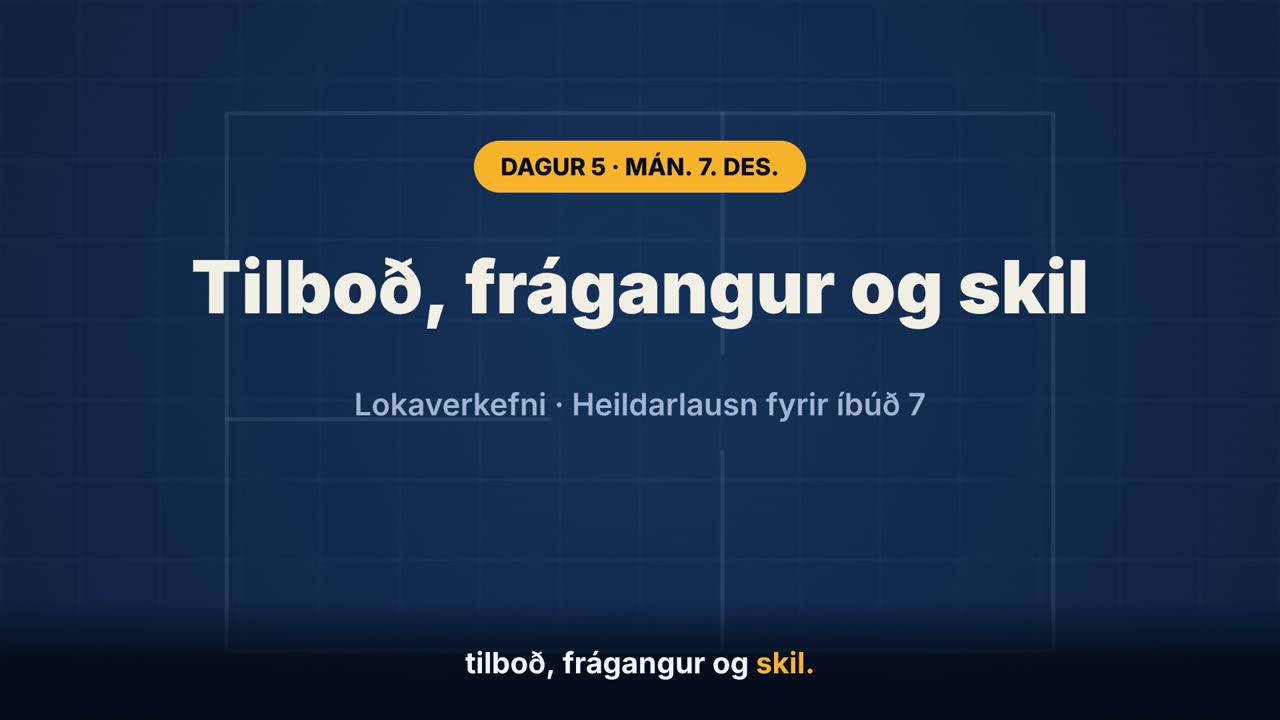 DAGUR 5 · MÁN. 7. DES.
Tilboð, frágangur og skil
Lokaverkefni · Heildarlausn fyrir íbúð 7
tilboð, frágangur og skil.